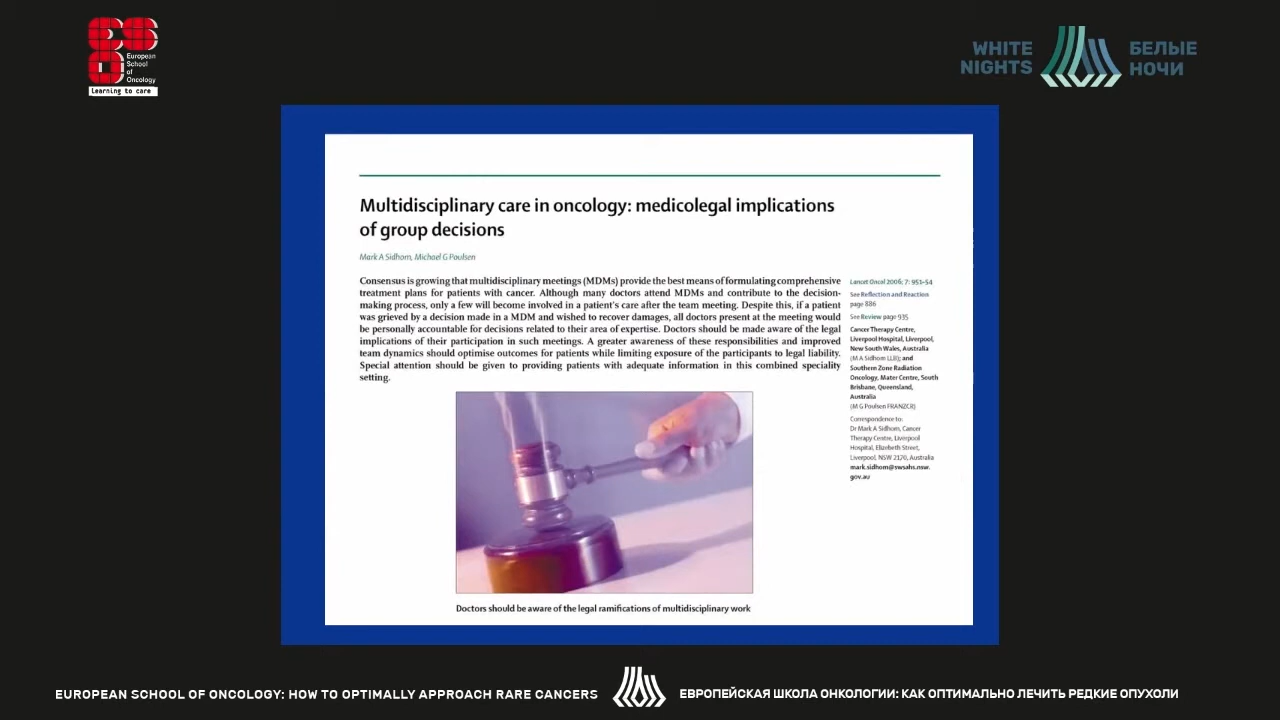 European
School
of
Oncology
Learning to care
WHITE
NIGHTS
БЕЛЫЕ
НОЧИ
Multidisciplinary care in oncology: medicolegal implications
of group decisions
Mark A Sidhom, Michael G Poulsen
Consensus is growing that multidisciplinary meetings (MDMs) provide the best means of formulating comprehensive
treatment plans for patients with cancer. Although many doctors attend MDMs and contribute to the decision-
making process, only a few will become involved in a patient's care after the team meeting. Despite this, if a patient
was grieved by a decision made in a MDM and wished to recover damages, all doctors present at the meeting would
be personally accountable for decisions related to their area of expertise. Doctors should be made aware of the legal
implications of their participation in such meetings. A greater awareness of these responsibilities and improved
team dynamics should optimise outcomes for patients while limiting exposure of the participants to legal liability.
Special attention should be given to providing patients with adequate information in this combined speciality
setting.
Lancet Oncol 2006; 7: 951–54
See Reflection and Reaction
page 886
See Review page 935
Cancer Therapy Centre,
Liverpool Hospital, Liverpool,
New South Wales, Australia
(M A Sidhom LLB); and
Southern Zone Radiation
Oncology, Mater Centre, South
Brisbane, Queensland,
Australia
(M G Poulsen FRANZCR)
Correspondence to:
Dr Mark A Sidhom, Cancer
Therapy Centre, Liverpool
Hospital, Elizabeth Street,
Liverpool, NSW 2170, Australia
mark.sidhom@swsahs.nsw.
gov.au
Doctors should be aware of the legal ramifications of multidisciplinary work
EUROPEAN SCHOOL OF ONCOLOGY: HOW TO OPTIMALLY APPROACH RARE CANCERS
ЕВРОПЕЙСКАЯ ШКОЛА ОНКОЛОГИИ: КАК ОПТИМАЛЬНО ЛЕЧИТЬ РЕДКИЕ ОПУХОЛИ